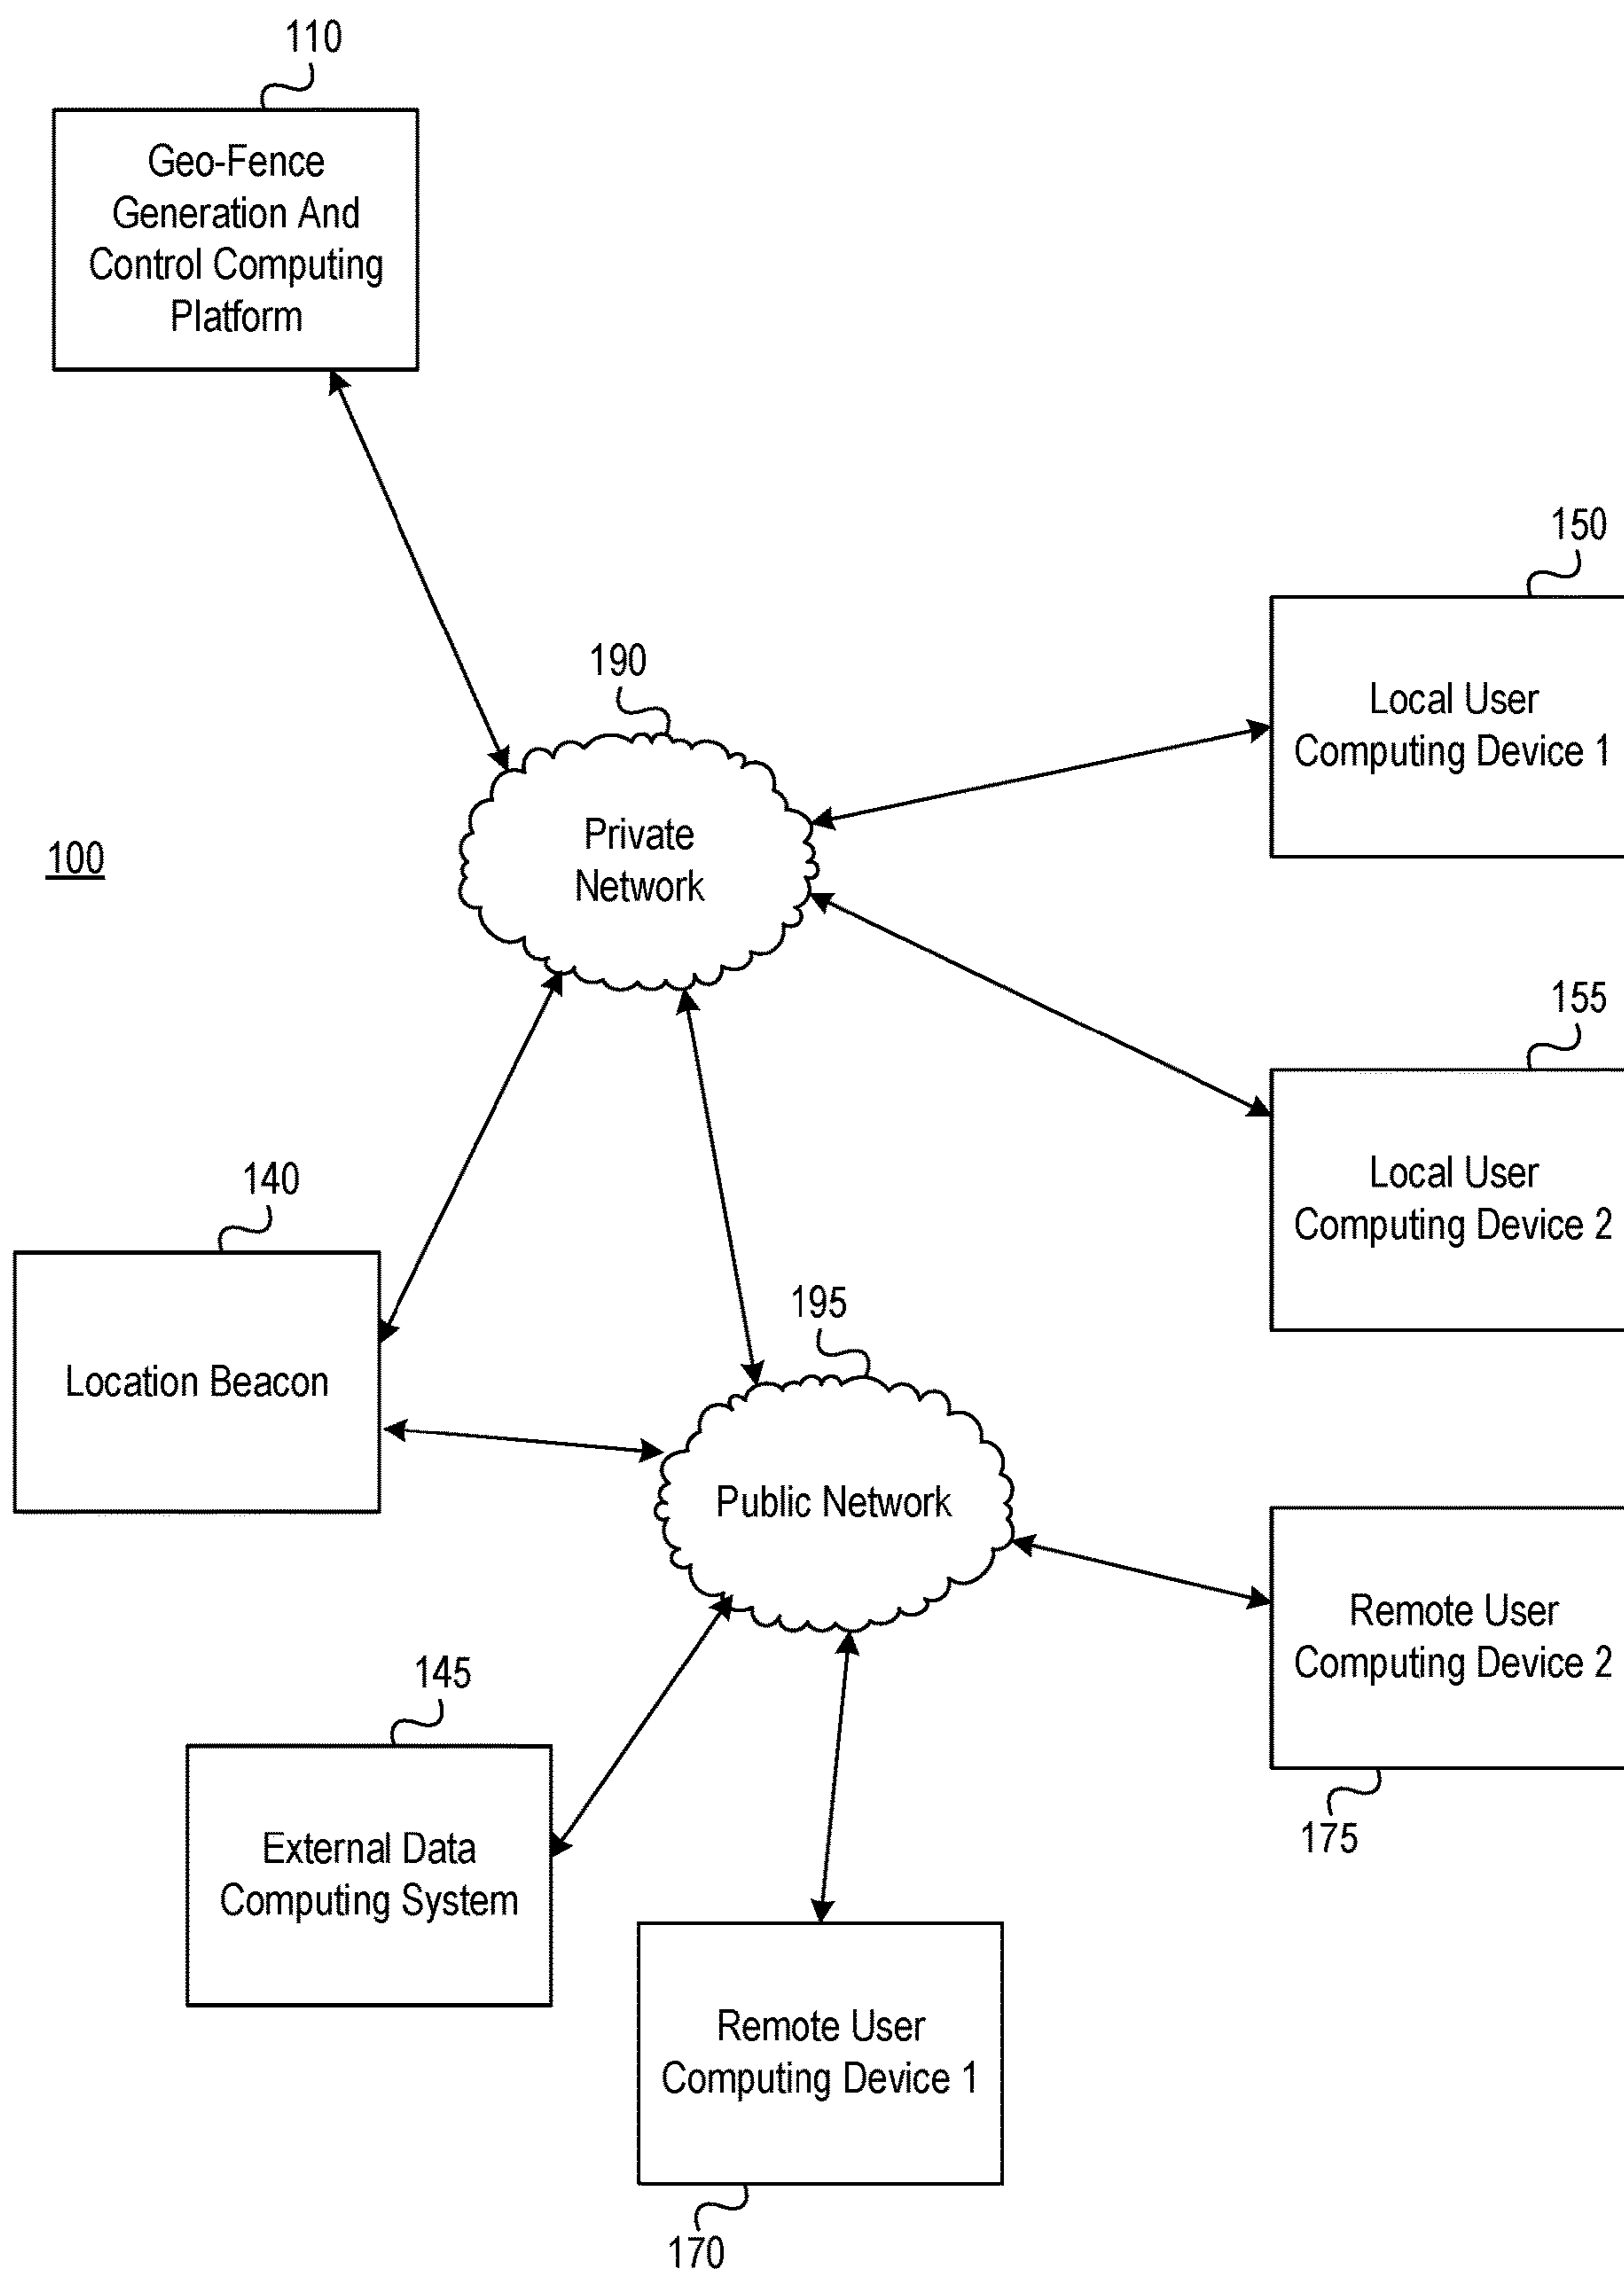 110
Geo-Fence
Generation And
Control Computing
Platform
150
Local User
Computing Device 1
190
Private
Network
100
155
Local User
Computing Device 2
140
Location Beacon
195
Public Network
Remote User
Computing Device 2
175
145
External Data
Computing System
Remote User
Computing Device 1
170